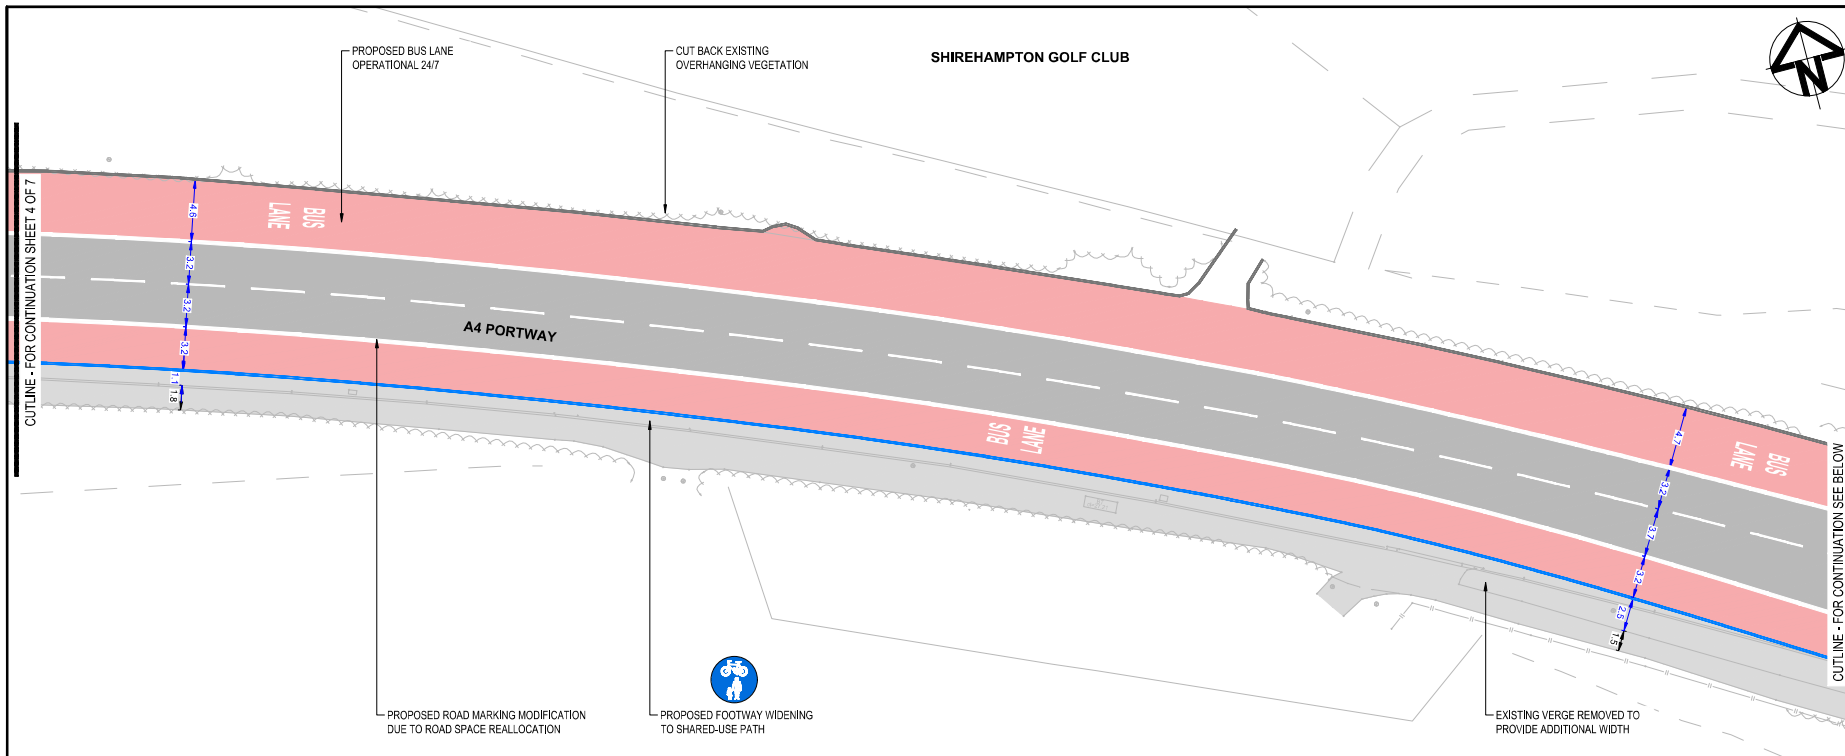 PROPOSED BUS LANE
OPERATIONAL 24/7
CUT BACK EXISTING
OVERHANGING VEGETATION
SHIREHAMPTON GOLF CLUB
N
CUTLINE - FOR CONTINUATION SHEET 4 OF 7
4.6
3.2
3.2
3.2
1.1
1.8
BUS
LANE
A4 PORTWAY
BUS
LANE
BUS
LANE
4.7
3.2
3.7
3.2
2.5
1.5
CUTLINE - FOR CONTINUATION SEE BELOW
PROPOSED ROAD MARKING MODIFICATION
DUE TO ROAD SPACE REALLOCATION
PROPOSED FOOTWAY WIDENING
TO SHARED-USE PATH
EXISTING VERGE REMOVED TO
PROVIDE ADDITIONAL WIDTH